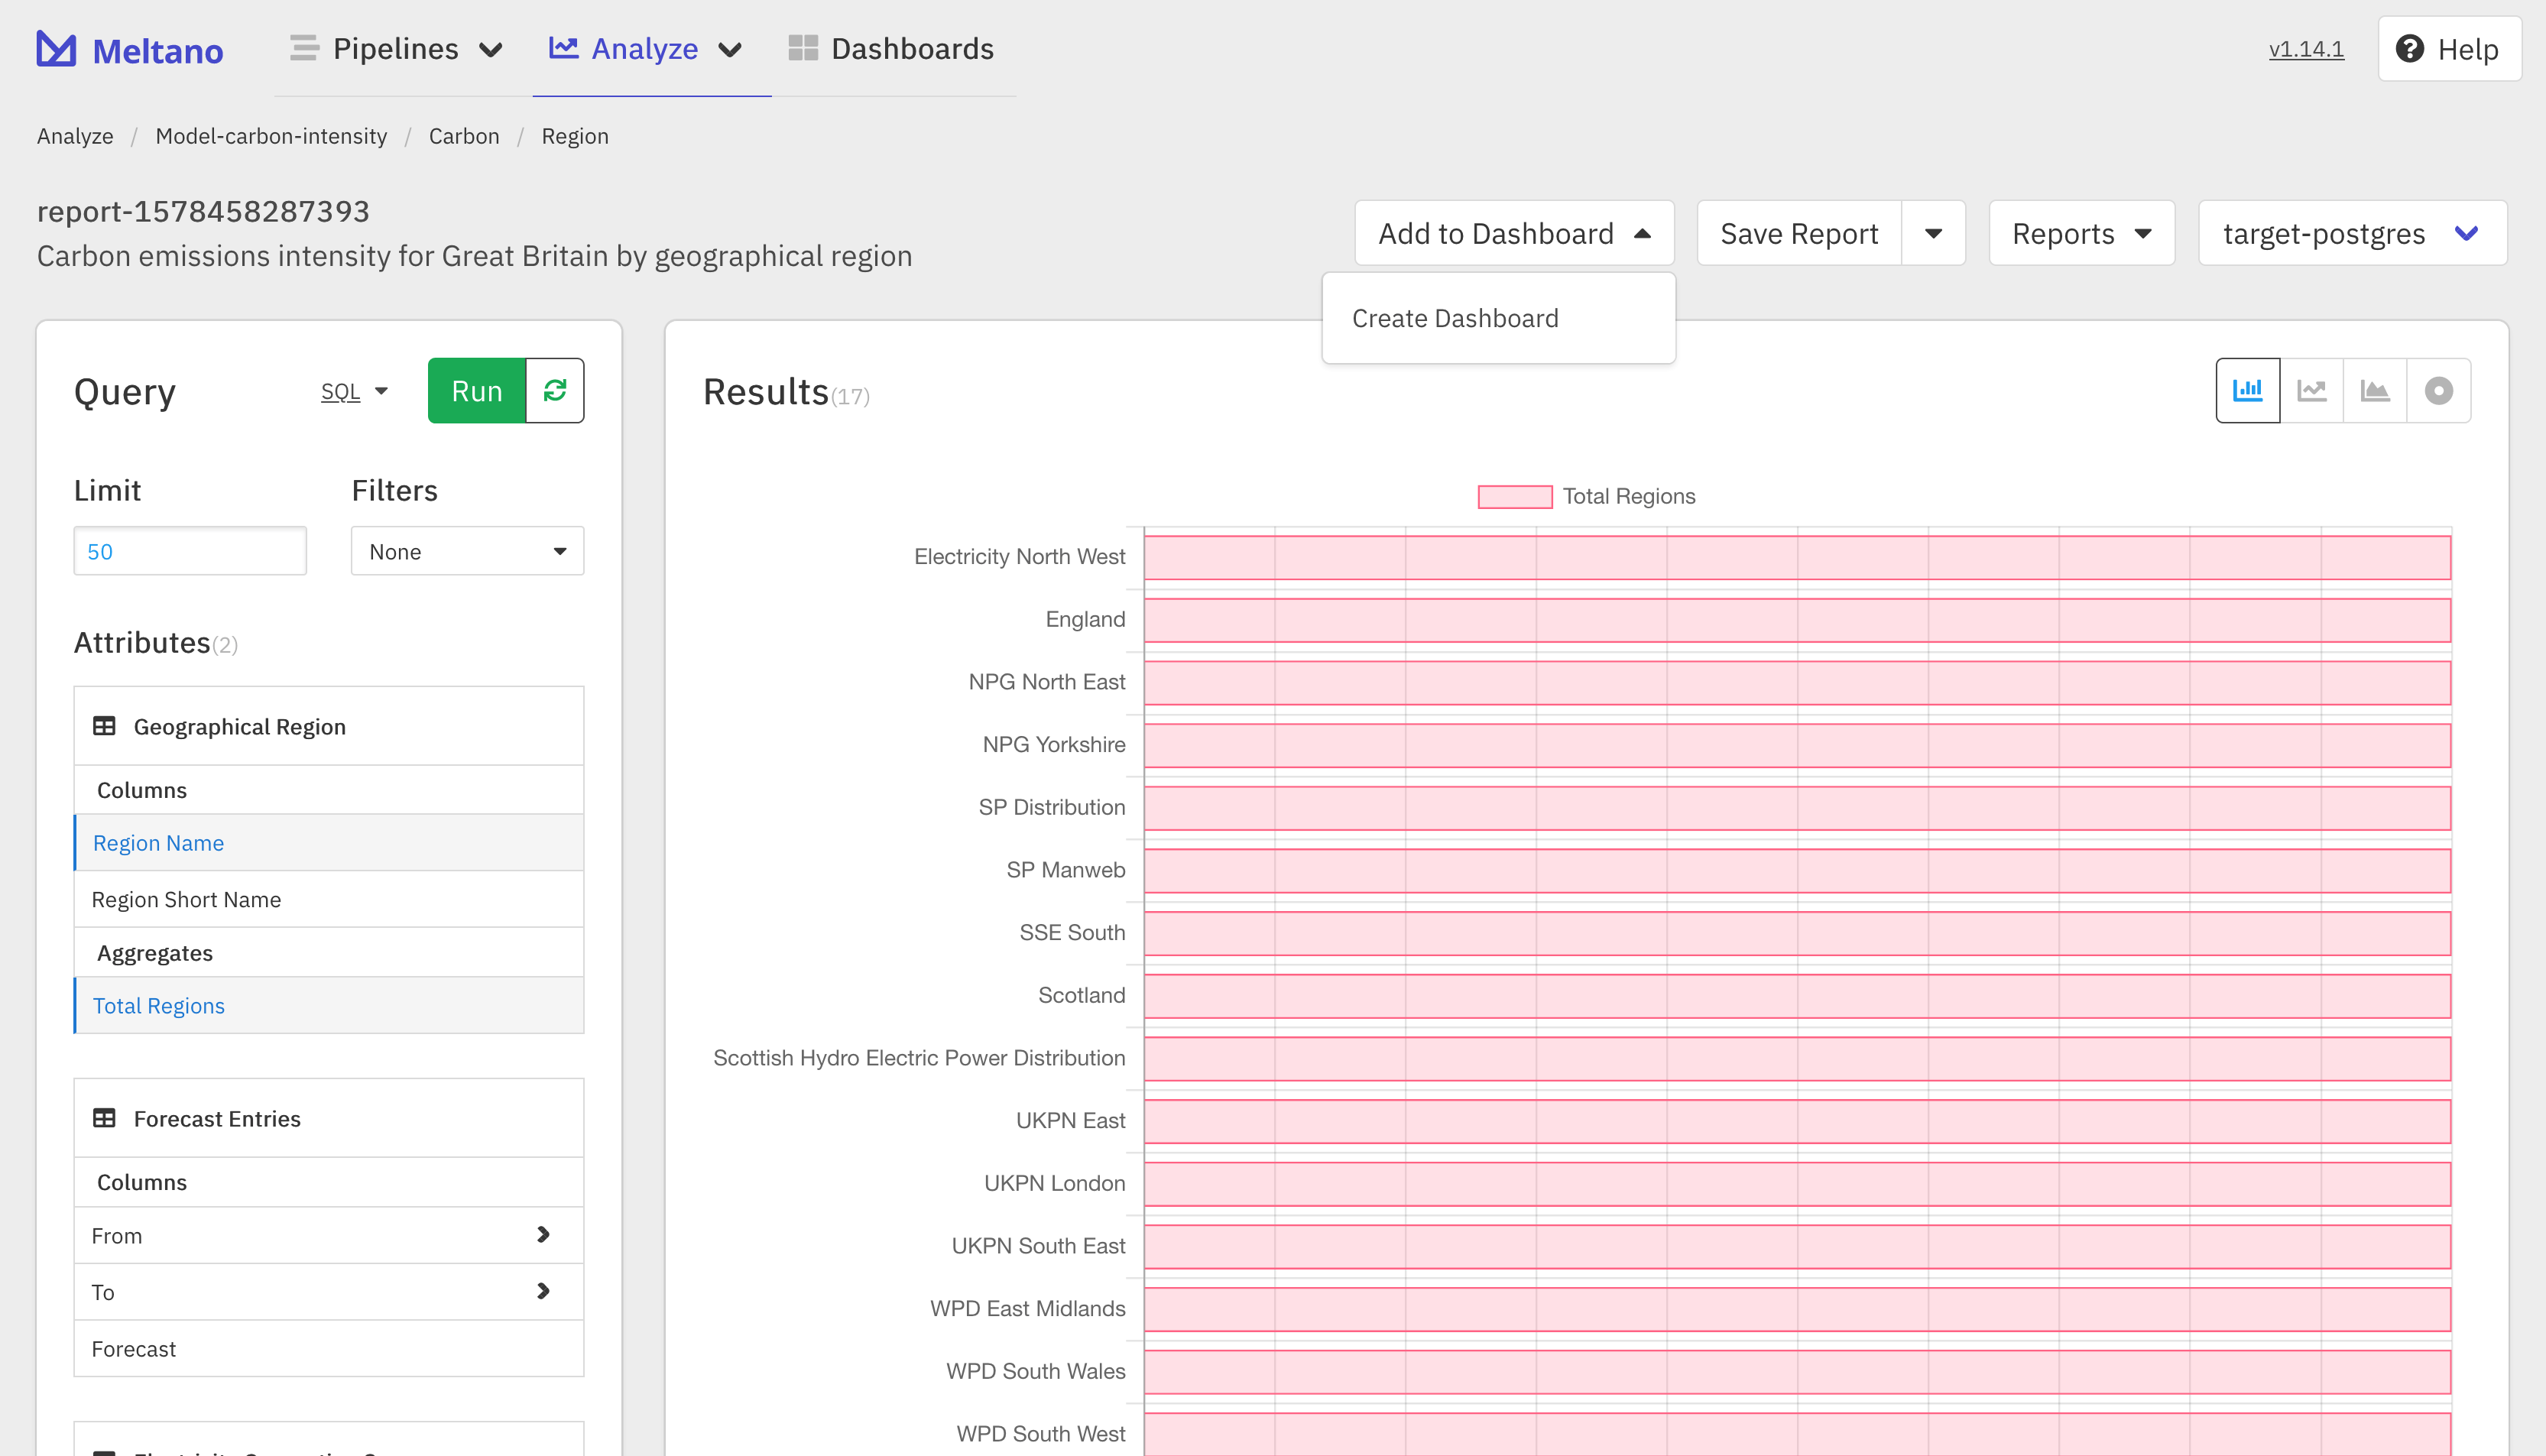 Meltano
Pipelines
Analyze
Dashboards
v1.14.1
Help
Analyze / Model-carbon-intensity / Carbon / Region
report-1578458287393
Carbon emissions intensity for Great Britain by geographical region
Add to Dashboard
Save Report
Reports
target-postgres
Create Dashboard
Query
SQL
Run
Limit
Filters
50
None
Attributes(2)
Geographical Region
Columns
Region Name
Region Short Name
Aggregates
Total Regions
Forecast Entries
Columns
From
To
Forecast
Results(17)
Total Regions
Electricity North West
England
NPG North East
NPG Yorkshire
SP Distribution
SP Manweb
SSE South
Scotland
Scottish Hydro Electric Power Distribution
UKPN East
UKPN London
UKPN South East
WPD East Midlands
WPD South Wales
WPD South West